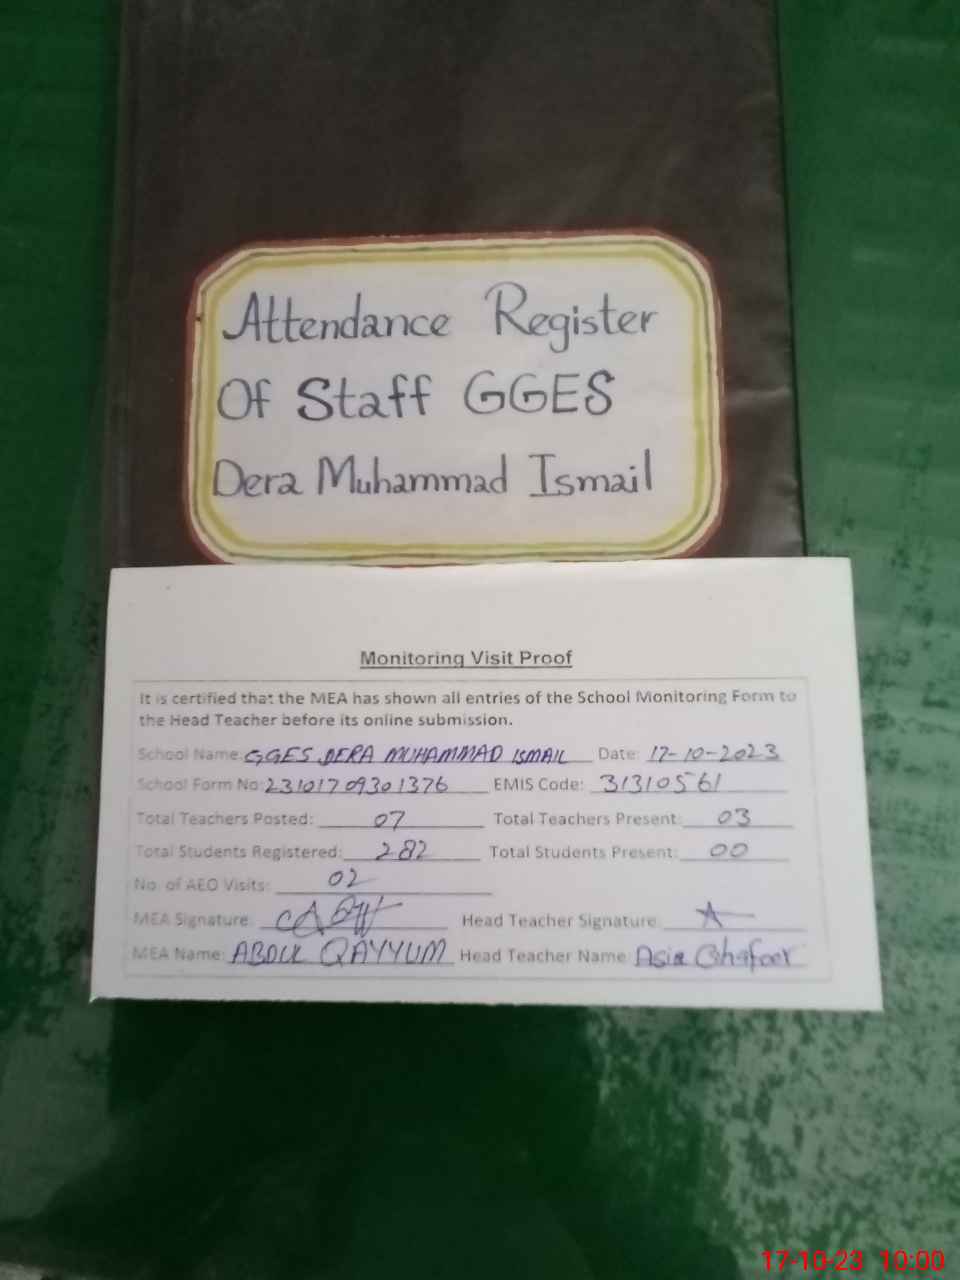 Attendance Register
Of Staff GGES
Dera Muhammad Ismail
Monitoring Visit Proof
It is certified that the MEA has shown all entries of the School Monitoring Form to
the Head Teacher before its online submission.
School Name: GGES DERA MUHAMMAD ISMAIL Date: 17-10-2023
School Form No: 231017 09301376 EMIS Code: 31310561
Total Teachers Posted: 07 Total Teachers Present: 03
Total Students Registered: 282 Total Students Present: 00
No. of AEO Visits: 02
MEA Signature: Head Teacher Signature:
MEA Name: ABDUL QAYYUM Head Teacher Name: Asia Ghafoor
17-10-23 10:00